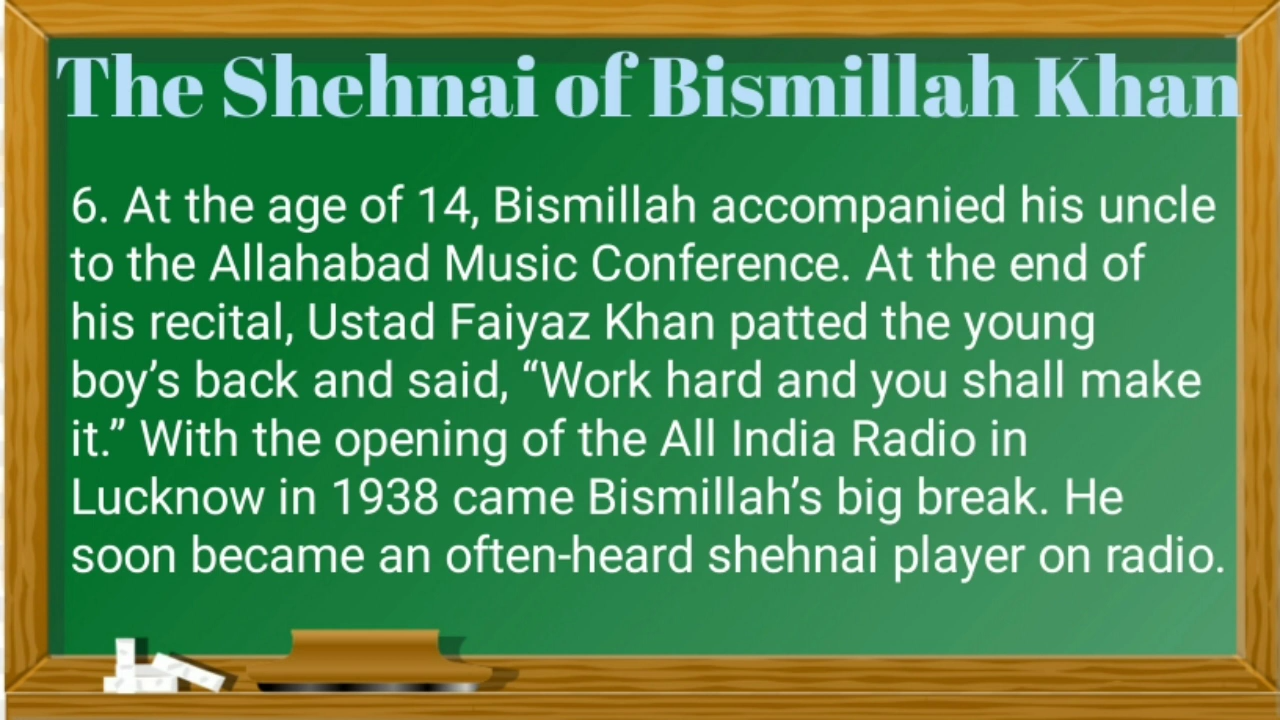 The Shehnai of Bismillah Khan
6. At the age of 14, Bismillah accompanied his uncle
to the Allahabad Music Conference. At the end of
his recital, Ustad Faiyaz Khan patted the young
boy’s back and said, “Work hard and you shall make
it.” With the opening of the All India Radio in
Lucknow in 1938 came Bismillah’s big break. He
soon became an often-heard shehnai player on radio.